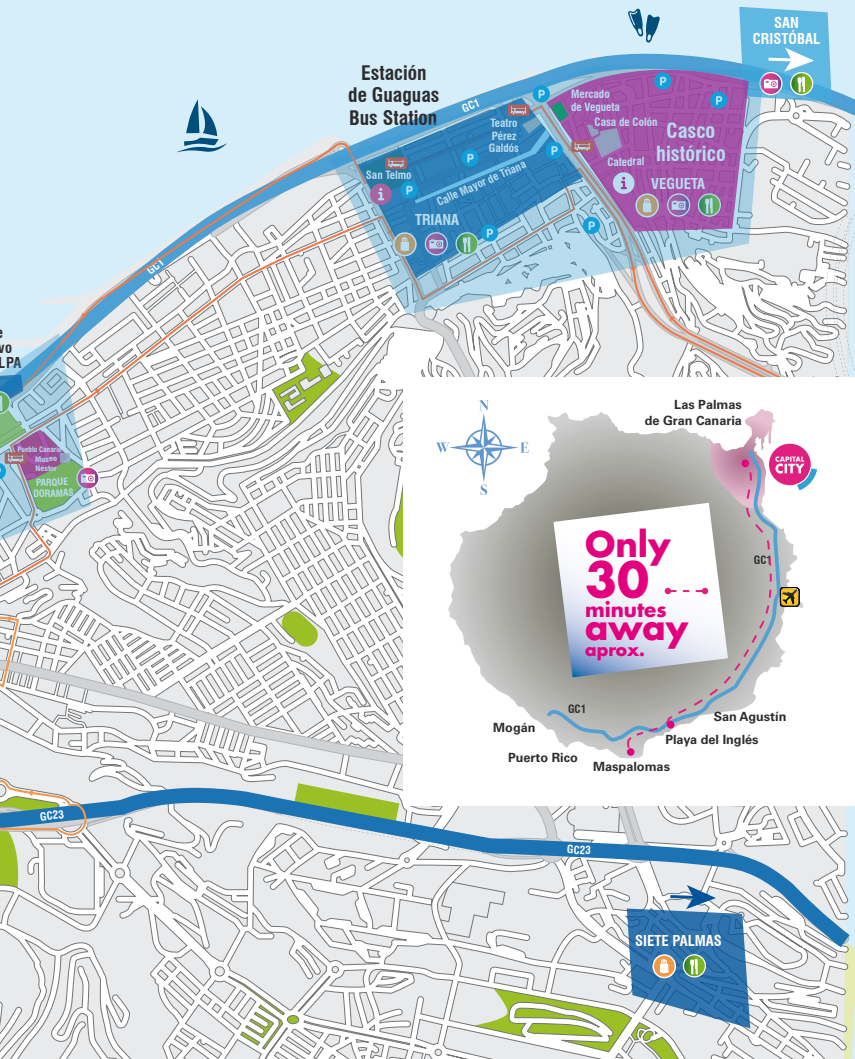 SAN
CRISTÓBAL
Estación
de Guaguas
Bus Station
GC1
P
P
P
Mercado
de Vegueta
Casa de Colón
Teatro
Pérez
Galdós
Casco
histórico
Catedral
P
P
San Telmo
i
P
Calle Mayor de Triana
i
VEGUETA
TRIANA
P
P
GC1
LPA
Pueblo Canario
Museo
Néstor
PARQUE
DORAMAS
N
W
E
S
Las Palmas
de Gran Canaria
CAPITAL
CITY
Only
30
minutes
away
aprox.
GC1
GC1
San Agustín
Mogán
Playa del Inglés
Puerto Rico
Maspalomas
GC23
GC23
SIETE PALMAS